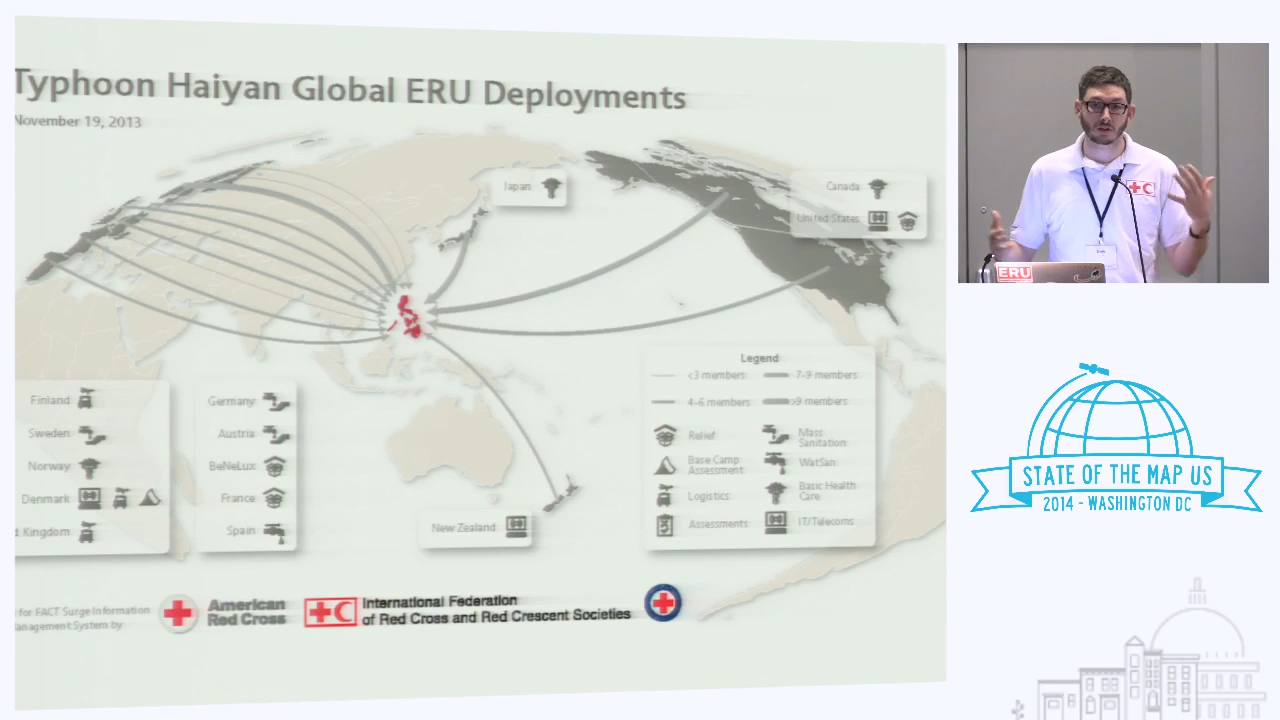 Typhoon Haiyan Global ERU Deployments
November 19, 2013
Japan
Canada
United States
Legend
<3 members
7-9 members
4-6 members
>9 members
Relief
Mass
Sanitation
Base Camp
Assessment
WatSan
Logistics
Basic Health
Care
Assessments
IT/Telecoms
Finland
Sweden
Norway
Denmark
d Kingdom
Germany
Austria
BeNeLux
France
Spain
New Zealand
for FACT Surge Information
anagement System by
American
Red Cross
International Federation
of Red Cross and Red Crescent Societies
ERU
STATE OF THE MAP US
2014 - WASHINGTON DC